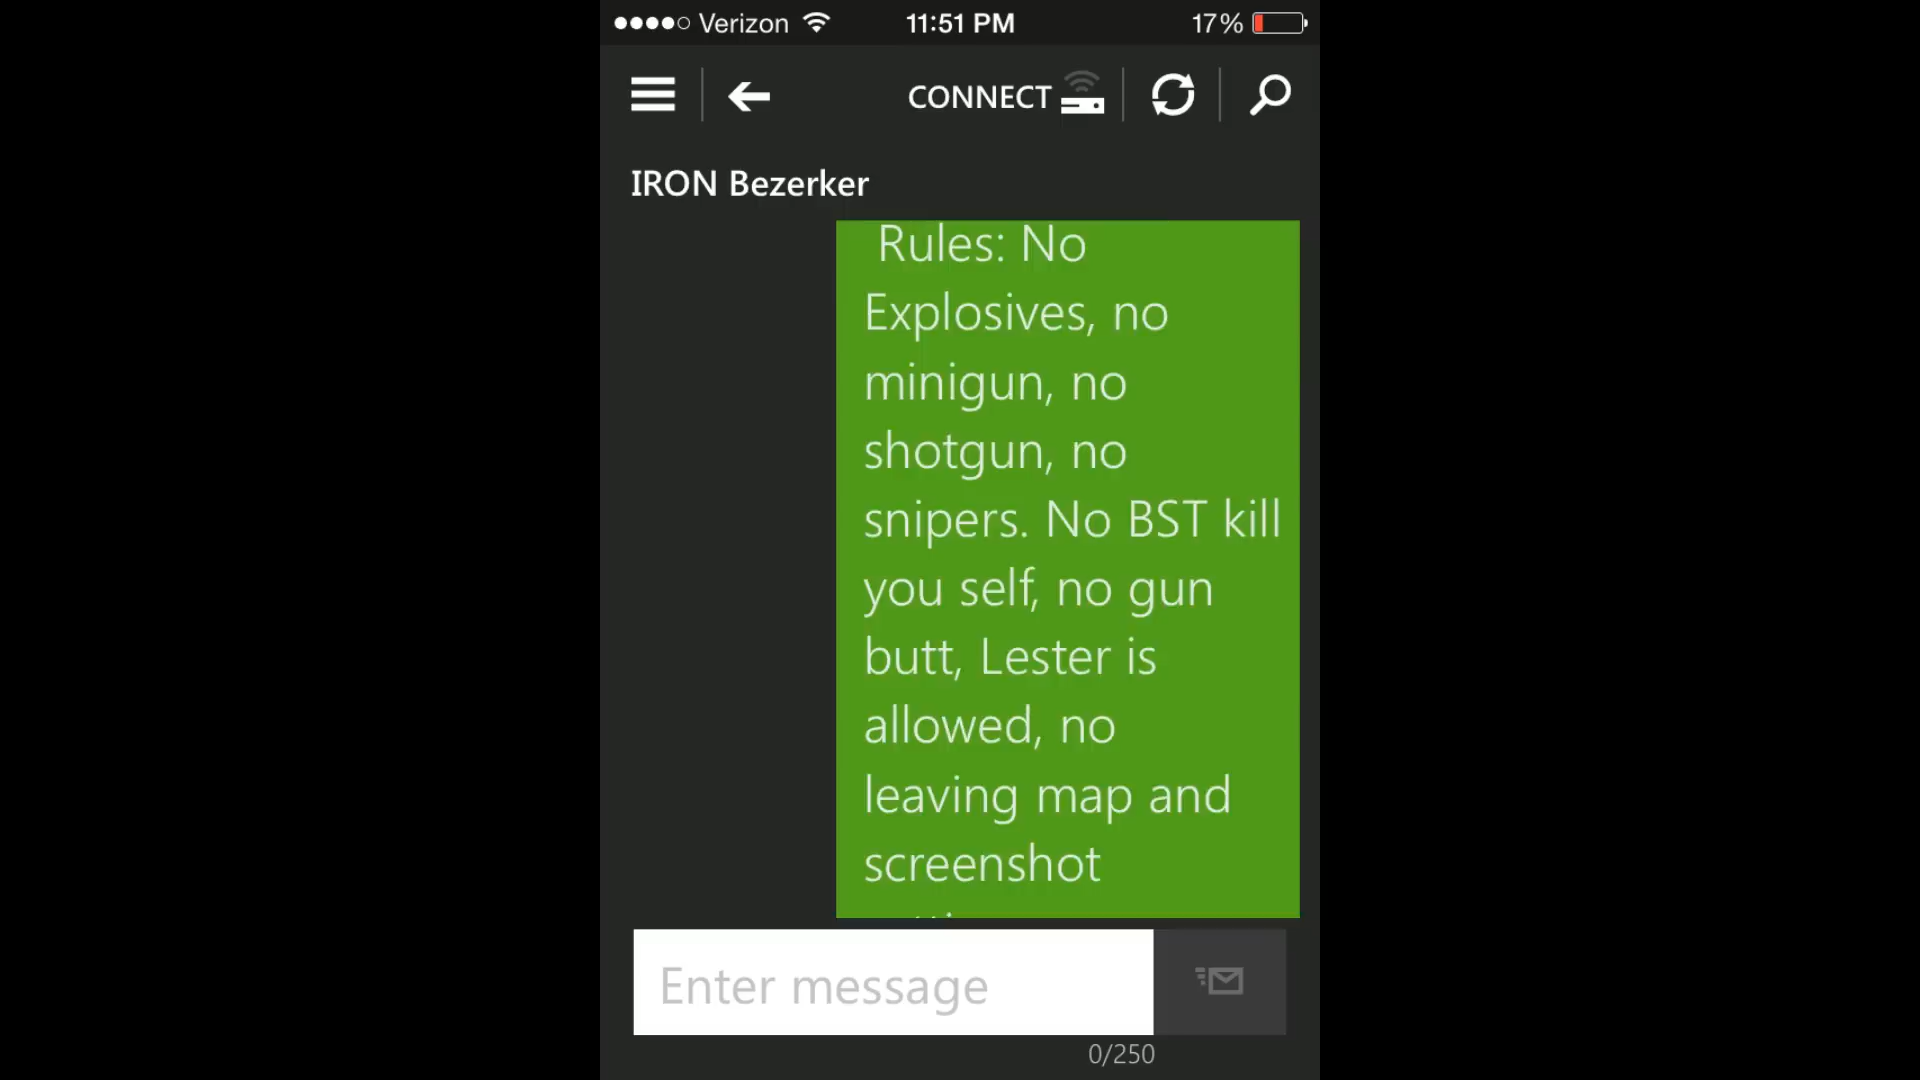 Verizon 11:51 PM 17%
CONNECT
IRON Bezerker
Rules: No
Explosives, no
minigun, no
shotgun, no
snipers. No BST kill
you self, no gun
butt, Lester is
allowed, no
leaving map and
screenshot
Enter message
0/250